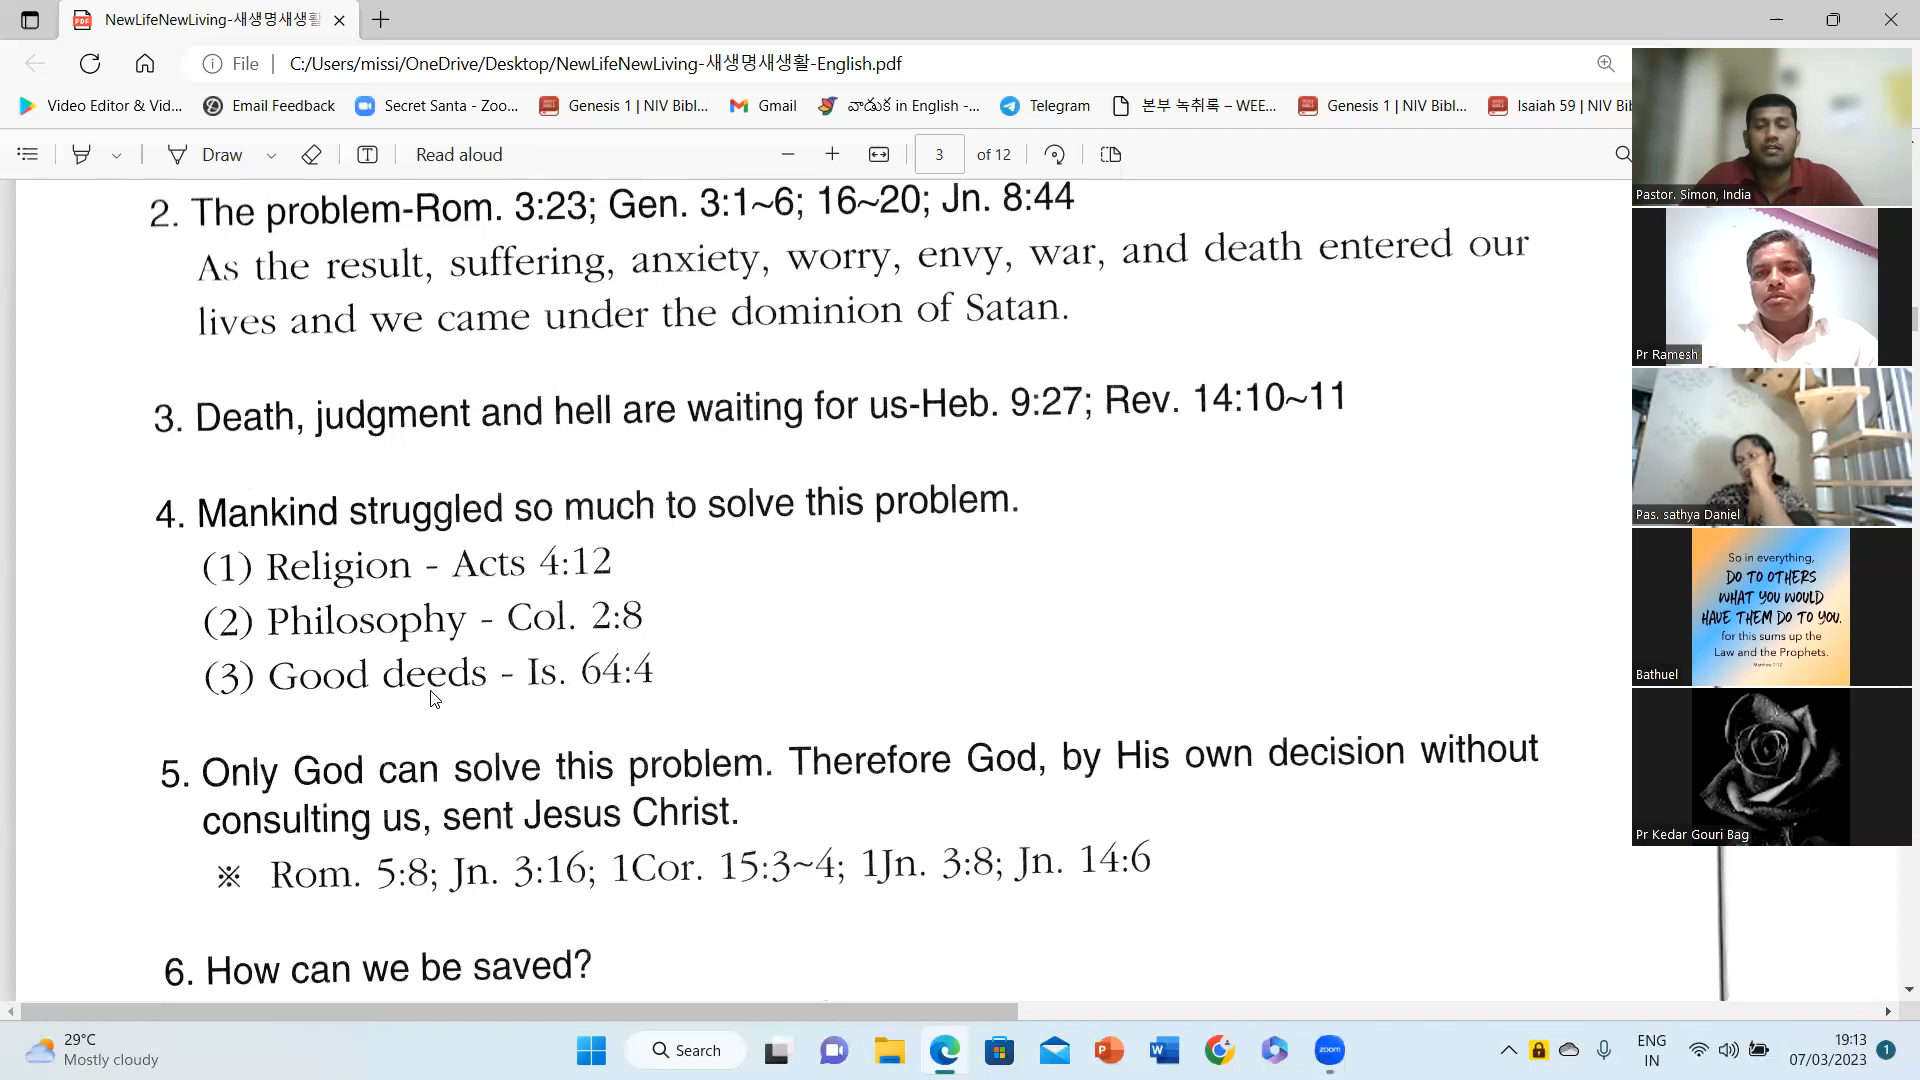 NewLifeNewLiving-새생명새생활
File
C:/Users/missi/OneDrive/Desktop/NewLifeNewLiving-새생명새생활-English.pdf
Video Editor & Vid...
Email Feedback
Secret Santa - Zoo...
Genesis 1 | NIV Bibl...
Gmail
వాడుక in English -...
Telegram
본부 녹취록 – WEE...
Genesis 1 | NIV Bibl...
Isaiah 59 | NIV Bib
Draw
Read aloud
3
of 12
2. The problem-Rom. 3:23; Gen. 3:1~6; 16~20; Jn. 8:44
As the result, suffering, anxiety, worry, envy, war, and death entered our
lives and we came under the dominion of Satan.
3. Death, judgment and hell are waiting for us-Heb. 9:27; Rev. 14:10~11
4. Mankind struggled so much to solve this problem.
(1) Religion - Acts 4:12
(2) Philosophy - Col. 2:8
(3) Good deeds - Is. 64:4
5. Only God can solve this problem. Therefore God, by His own decision without
consulting us, sent Jesus Christ.
※ Rom. 5:8; Jn. 3:16; 1Cor. 15:3~4; 1Jn. 3:8; Jn. 14:6
6. How can we be saved?
Pastor. Simon, India
Pr Ramesh
Pas. sathya Daniel
So in everything,
DO TO OTHERS
WHAT YOU WOULD
HAVE THEM DO TO YOU.
for this sums up the
Law and the Prophets.
Matthew 7:12
Bathuel
Pr Kedar Gouri Bag
29°C
Mostly cloudy
Search
zoom
ENG
IN
19:13
07/03/2023
1